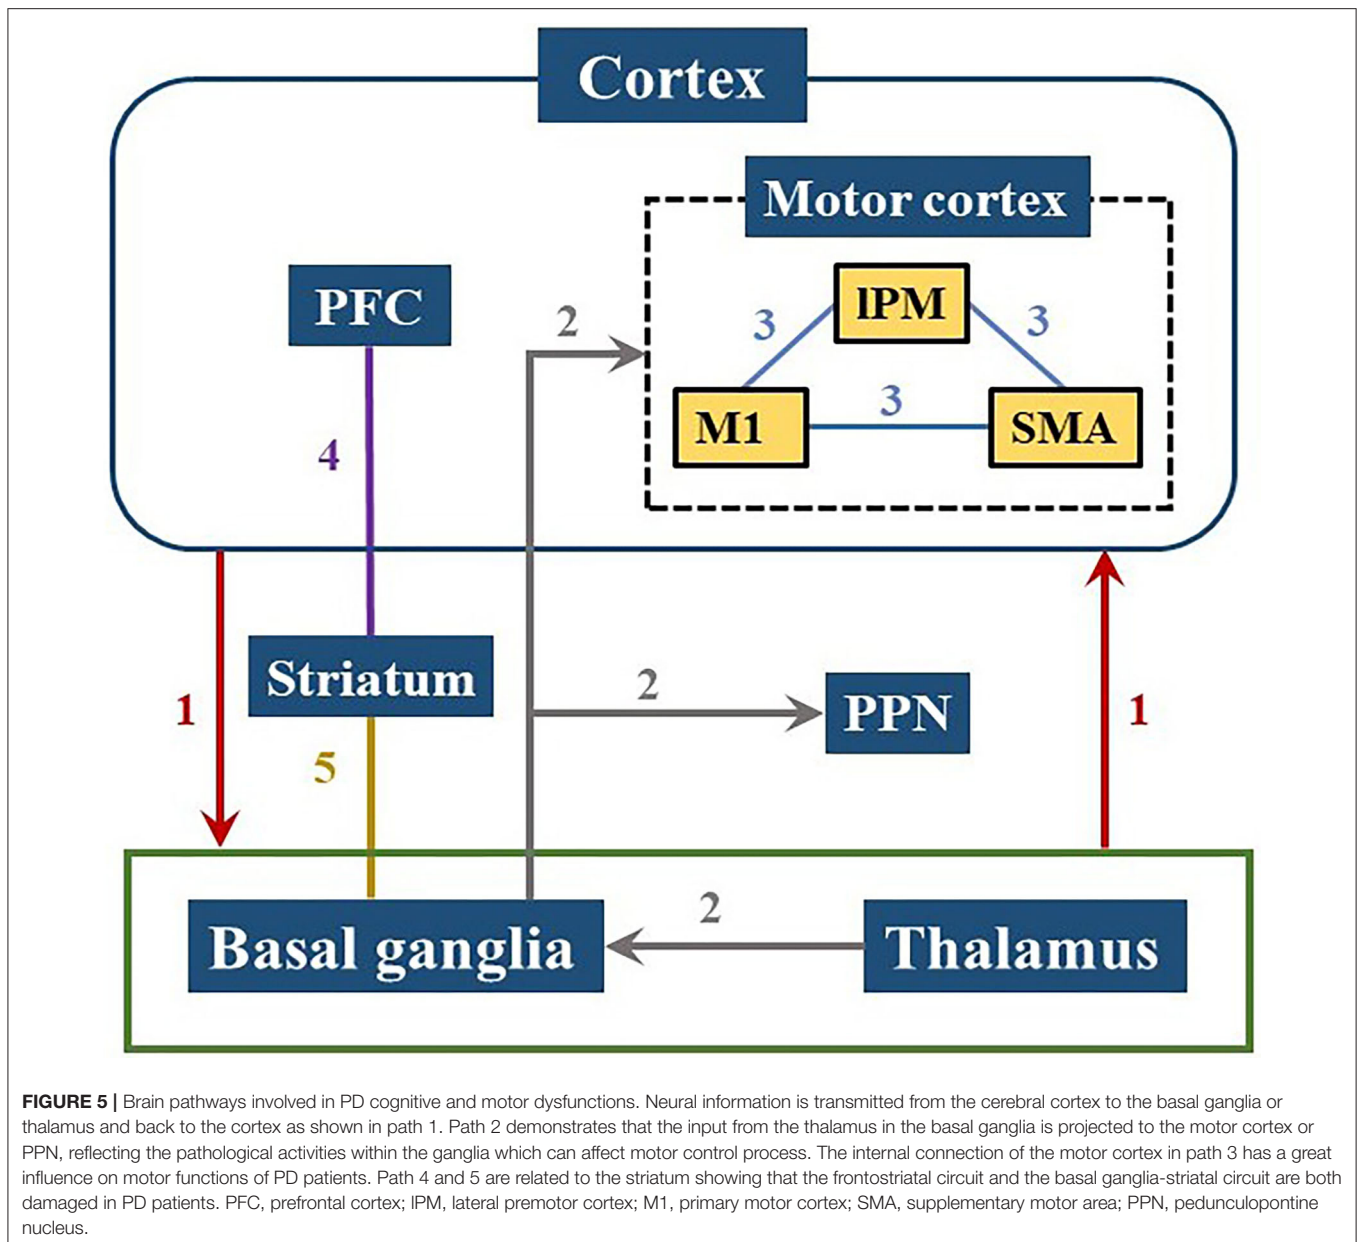 Cortex
Motor cortex
PFC
lPM
2
3
3
3
M1
SMA
4
Striatum
1
2
PPN
1
5
2
Basal ganglia
Thalamus
FIGURE 5 | Brain pathways involved in PD cognitive and motor dysfunctions. Neural information is transmitted from the cerebral cortex to the basal ganglia or
thalamus and back to the cortex as shown in path 1. Path 2 demonstrates that the input from the thalamus in the basal ganglia is projected to the motor cortex or
PPN, reflecting the pathological activities within the ganglia which can affect motor control process. The internal connection of the motor cortex in path 3 has a great
influence on motor functions of PD patients. Path 4 and 5 are related to the striatum showing that the frontostriatal circuit and the basal ganglia-striatal circuit are both
damaged in PD patients. PFC, prefrontal cortex; lPM, lateral premotor cortex; M1, primary motor cortex; SMA, supplementary motor area; PPN, pedunculopontine
nucleus.